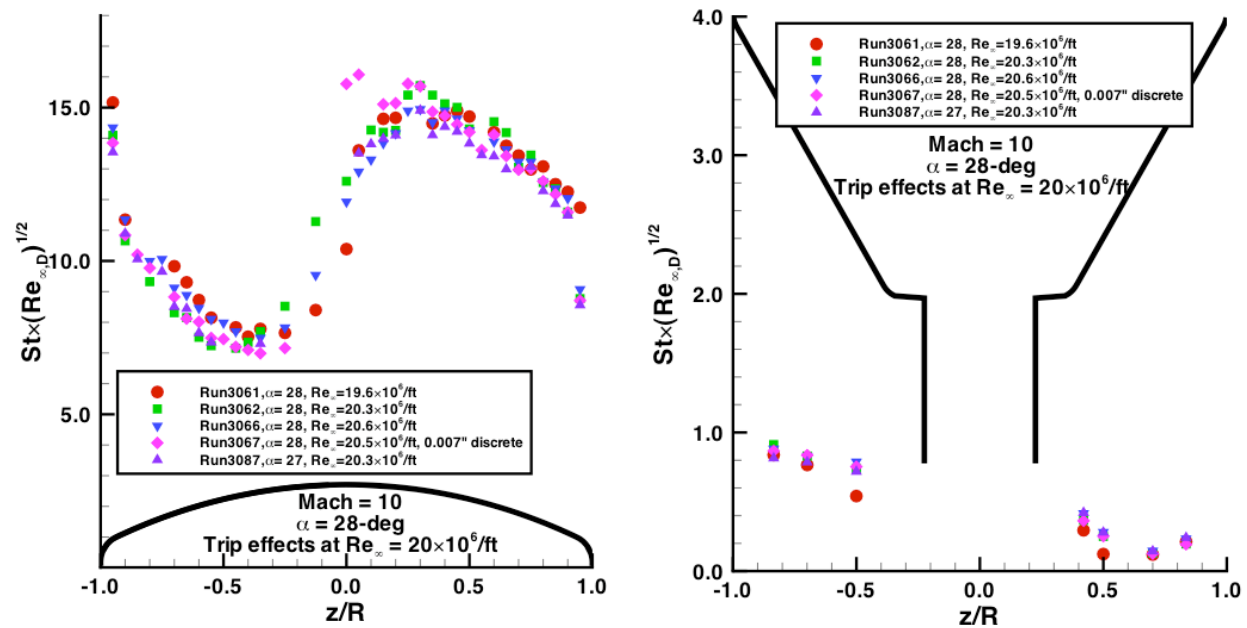 15.0
10.0
5.0
St×(Re∞,D)1/2
Run3061,α= 28, Re∞=19.6×10⁶/ft
Run3062,α= 28, Re∞=20.3×10⁶/ft
Run3066,α= 28, Re∞=20.6×10⁶/ft
Run3067,α= 28, Re∞=20.5×10⁶/ft, 0.007" discrete
Run3087,α= 27, Re∞=20.3×10⁶/ft
Mach = 10
α = 28-deg
Trip effects at Re∞ = 20×10⁶/ft
-1.0 -0.5 0.0 0.5 1.0
z/R
4.0
3.0
2.0
1.0
0.0
St×(Re∞,D)1/2
Run3061,α= 28, Re∞=19.6×10⁶/ft
Run3062,α= 28, Re∞=20.3×10⁶/ft
Run3066,α= 28, Re∞=20.6×10⁶/ft
Run3067,α= 28, Re∞=20.5×10⁶/ft, 0.007" discrete
Run3087,α= 27, Re∞=20.3×10⁶/ft
Mach = 10
α = 28-deg
Trip effects at Re∞ = 20×10⁶/ft
-1.0 -0.5 0.0 0.5 1.0
z/R